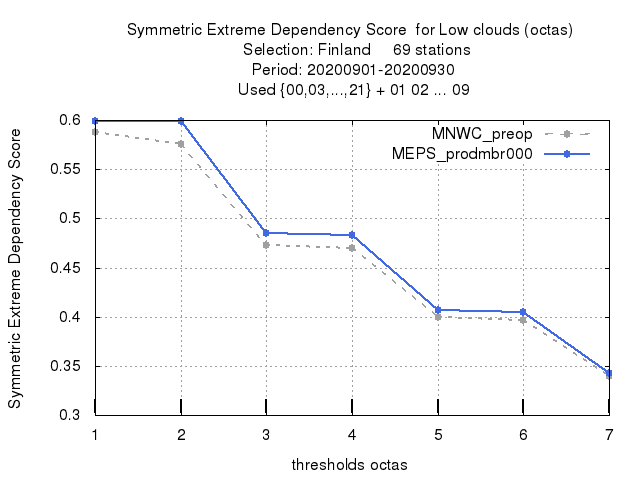 Symmetric Extreme Dependency Score  for Low clouds (octas)
Selection: Finland     69 stations
Period: 20200901-20200930
Used {00,03,...,21} + 01 02 ... 09
Symmetric Extreme Dependency Score
0.6
0.55
0.5
0.45
0.4
0.35
0.3
MNWC_preop
MEPS_prodmbr000
1 2 3 4 5 6 7
thresholds octas